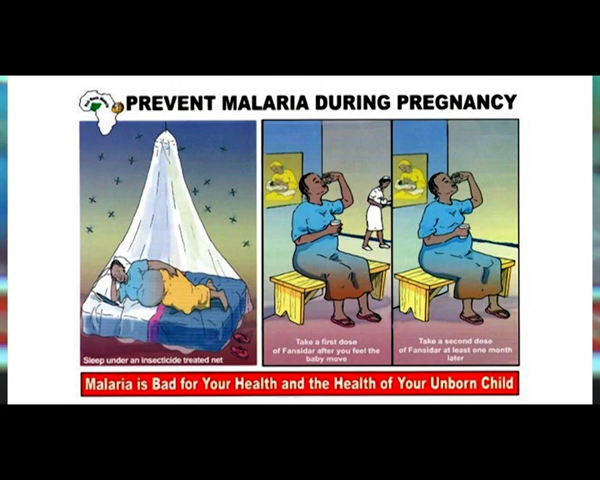 PREVENT MALARIA DURING PREGNANCY
Sleep under an insecticide treated net
Take a first dose
of Fansidar after you feel the
baby move
Take a second dose
of Fansidar at least one month
later
Malaria is Bad for Your Health and the Health of Your Unborn Child